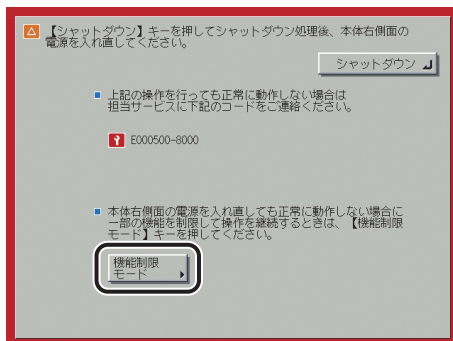 【シャットダウン】キーを押してシャットダウン処理後、本体右側面の
電源を入れ直してください。
シャットダウン
上記の操作を行っても正常に動作しない場合は
担当サービスに下記のコードをご連絡ください。
E000500-8000
本体右側面の電源を入れ直しても正常に動作しない場合に
一部の機能を制限して操作を継続するときは、【機能制限
モード】キーを押してください。
機能制限
モード